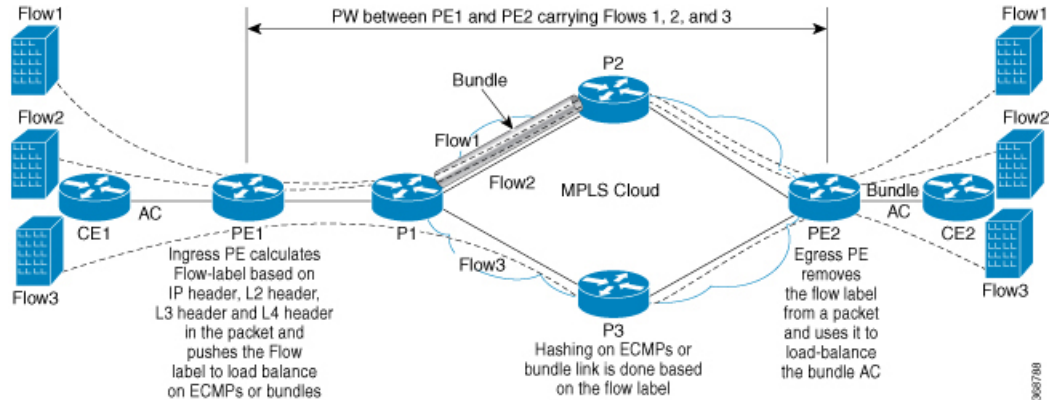 Flow1
PW between PE1 and PE2 carrying Flows 1, 2, and 3
Flow1
P2
Bundle
Flow2
Flow1
Flow2
Flow2
MPLS Cloud
Bundle
AC
AC
CE1
PE1
P1
PE2
CE2
Flow3
Flow3
Flow3
Ingress PE calculates
Flow-label based on
IP header, L2 header,
L3 header and L4 header
in the packet and
pushes the Flow
label to load balance
on ECMPs or bundles
P3
Hashing on ECMPs or
bundle link is done based
on the flow label
Egress PE
removes
the flow label
from a packet
and uses it to
load-balance
the bundle AC
368788